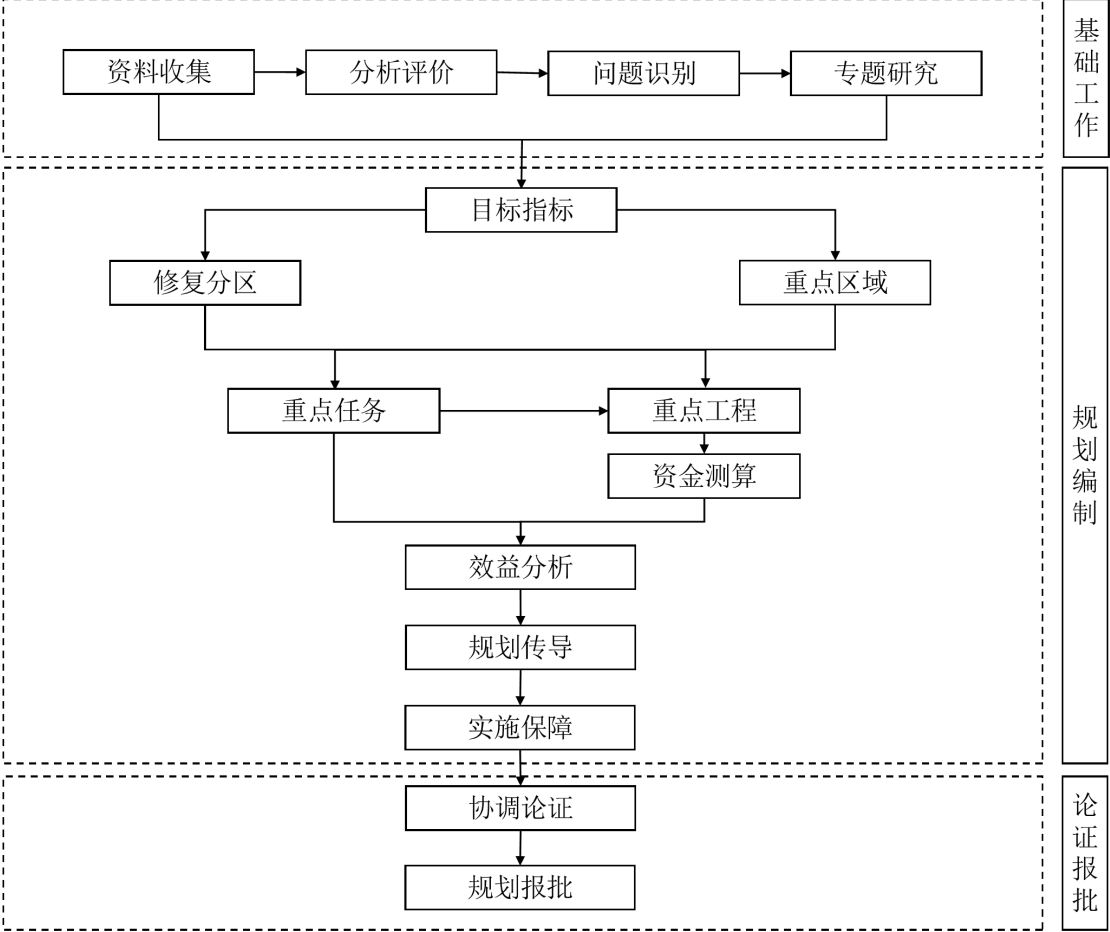 资料收集
分析评价
问题识别
专题研究
基础工作
目标指标
修复分区
重点区域
重点任务
重点工程
资金测算
效益分析
规划传导
实施保障
规划编制
协调论证
规划报批
论证报批